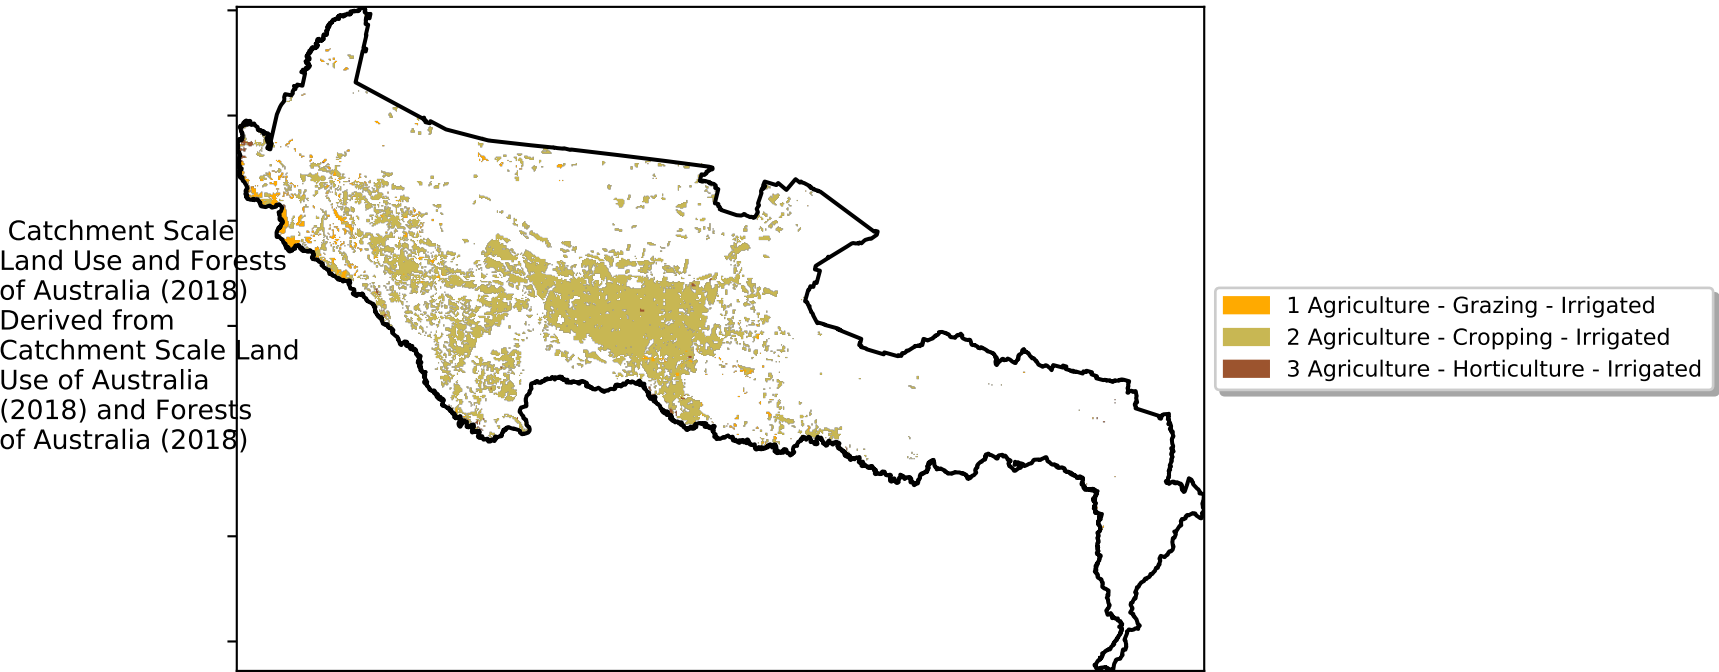 Catchment Scale
Land Use and Forests
of Australia (2018)
Derived from
Catchment Scale Land
Use of Australia
(2018) and Forests
of Australia (2018)
1 Agriculture - Grazing - Irrigated
2 Agriculture - Cropping - Irrigated
3 Agriculture - Horticulture - Irrigated